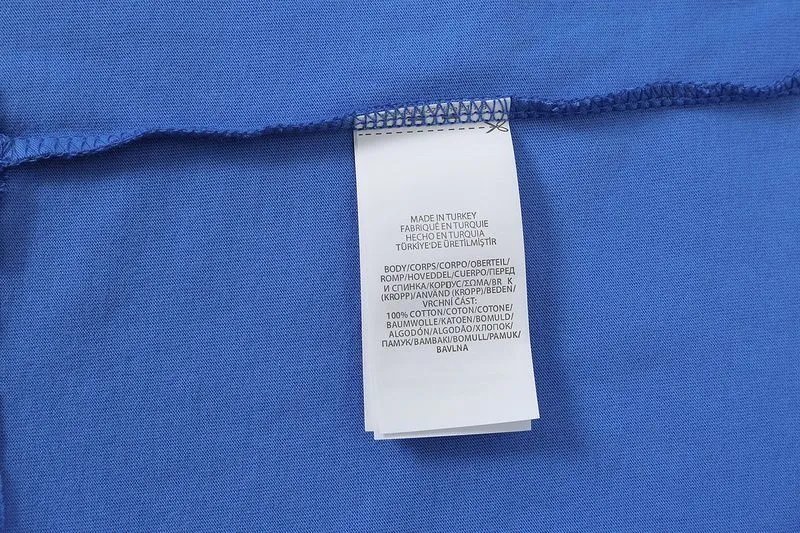 MADE IN TURKEY
FABRIQUÉ EN TURQUIE
HECHO EN TURQUIA
TÜRKİYE'DE ÜRETİLMİŞTİR
BODY/CORPS/CORPO/OBERTEIL/
ROMP/HOVEDDEL/CUERPO/ПЕРЕД
И СПИНКА/КОРПУС/ΣΩΜΑ/BR K
(KROPP)/ANVÄND (KROPP)/BEDEN/
VRCHNÍ ČÁST:
100% COTTON/COTON/COTONE/
BAUMWOLLE/KATOEN/BOMULD/
ALGODÓN/ALGODÃO/ХЛОПОК/
ПАМУК/BAMBAKI/BOMULL/PAMUK/
BAVLNA